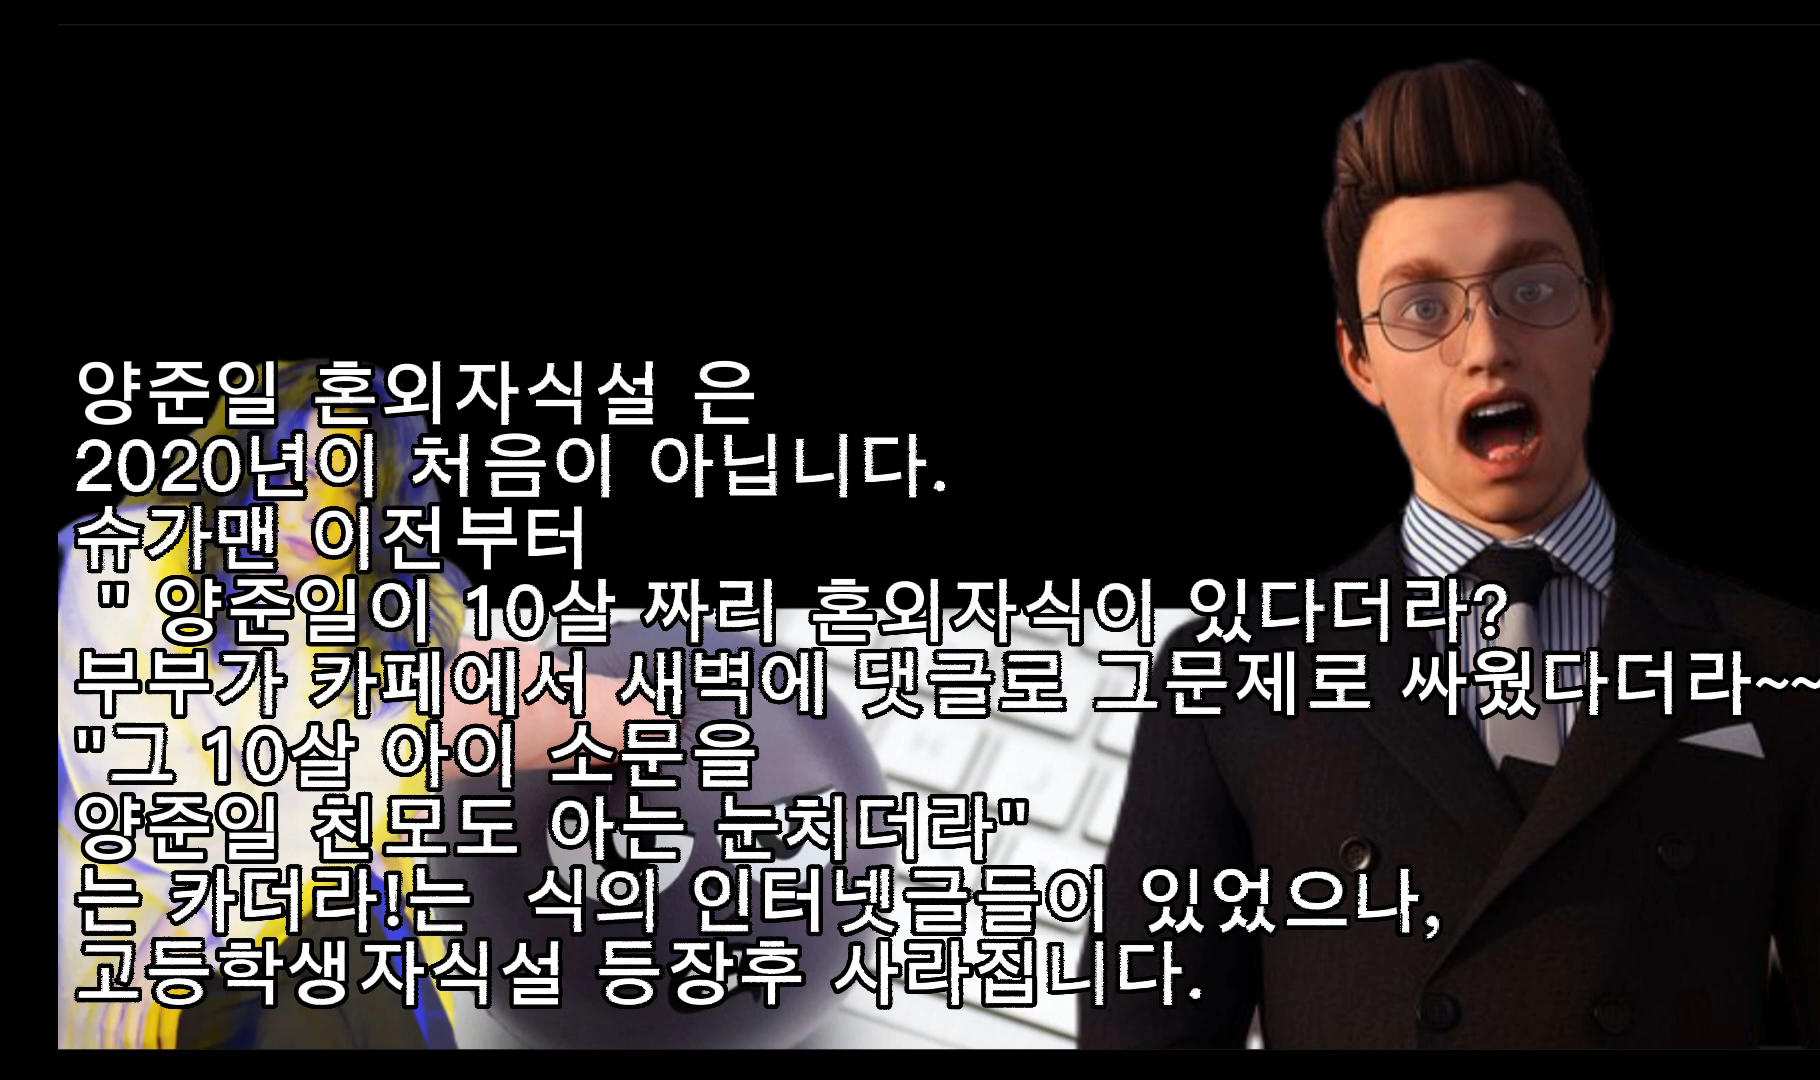 양준일 혼외자식설 은
2020년이 처음이 아닙니다.
슈가맨 이전부터
" 양준일이 10살 짜리 혼외자식이 있다더라?
부부가 카페에서 새벽에 댓글로 그문제로 싸웠다더라~~
"그 10살 아이 소문을
양준일 친모도 아는 눈치더라"
는 카더라!는 식의 인터넷글들이 있었으나,
고등학생자식설 등장후 사라집니다.